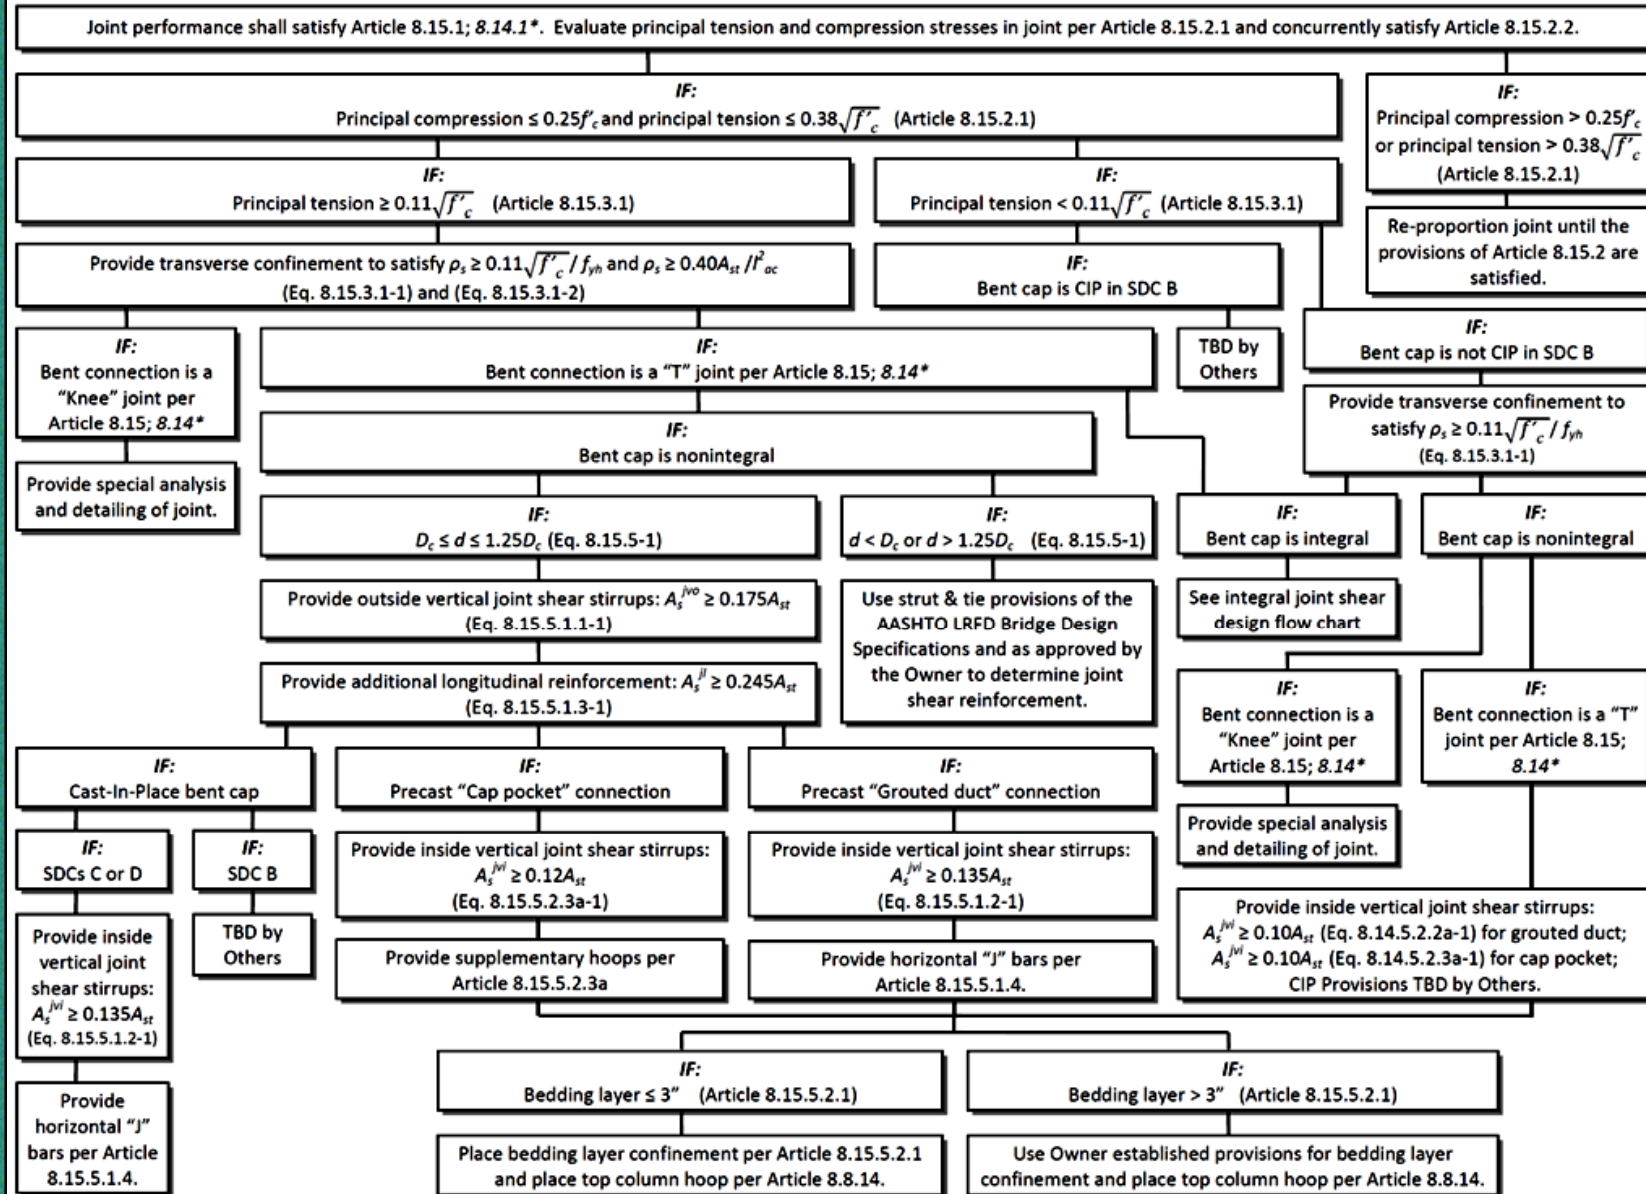 Joint performance shall satisfy Article 8.15.1; 8.14.1*. Evaluate principal tension and compression stresses in joint per Article 8.15.2.1 and concurrently satisfy Article 8.15.2.2.
IF:
Principal compression ≤ 0.25f′c and principal tension ≤ 0.38√f′c (Article 8.15.2.1)
IF:
Principal compression > 0.25f′c
or principal tension > 0.38√f′c
(Article 8.15.2.1)
IF:
Principal tension ≥ 0.11√f′c (Article 8.15.3.1)
IF:
Principal tension < 0.11√f′c (Article 8.15.3.1)
Re-proportion joint until the
provisions of Article 8.15.2 are
satisfied.
Provide transverse confinement to satisfy ρs ≥ 0.11√f′c / fyh and ρs ≥ 0.40Ast /l²ac
(Eq. 8.15.3.1-1) and (Eq. 8.15.3.1-2)
IF:
Bent cap is CIP in SDC B
IF:
Bent cap is not CIP in SDC B
IF:
Bent connection is a
“Knee” joint per
Article 8.15; 8.14*
IF:
Bent connection is a “T” joint per Article 8.15; 8.14*
TBD by
Others
Provide transverse confinement to
satisfy ρs ≥ 0.11√f′c / fyh
(Eq. 8.15.3.1-1)
Provide special analysis
and detailing of joint.
IF:
Bent cap is nonintegral
IF:
Dc ≤ d ≤ 1.25Dc (Eq. 8.15.5-1)
IF:
d < Dc or d > 1.25Dc (Eq. 8.15.5-1)
IF:
Bent cap is integral
IF:
Bent cap is nonintegral
Provide outside vertical joint shear stirrups: As^jvo ≥ 0.175Ast
(Eq. 8.15.5.1.1-1)
Use strut & tie provisions of the
AASHTO LRFD Bridge Design
Specifications and as approved by
the Owner to determine joint
shear reinforcement.
See integral joint shear
design flow chart
Provide additional longitudinal reinforcement: As^jl ≥ 0.245Ast
(Eq. 8.15.5.1.3-1)
IF:
Bent connection is a
“Knee” joint per
Article 8.15; 8.14*
IF:
Bent connection is a “T”
joint per Article 8.15;
8.14*
IF:
Cast-In-Place bent cap
IF:
Precast “Cap pocket” connection
IF:
Precast “Grouted duct” connection
Provide special analysis
and detailing of joint.
IF:
SDCs C or D
IF:
SDC B
Provide inside vertical joint shear stirrups:
As^jvi ≥ 0.12Ast
(Eq. 8.15.5.2.3a-1)
Provide inside vertical joint shear stirrups:
As^jvi ≥ 0.135Ast
(Eq. 8.15.5.1.2-1)
Provide inside vertical joint shear stirrups:
As^jvi ≥ 0.10Ast (Eq. 8.14.5.2.2a-1) for grouted duct;
As^jvi ≥ 0.10Ast (Eq. 8.14.5.2.3a-1) for cap pocket;
CIP Provisions TBD by Others.
Provide inside
vertical joint
shear stirrups:
As^jvi ≥ 0.135Ast
(Eq. 8.15.5.1.2-1)
TBD by
Others
Provide supplementary hoops per
Article 8.15.5.2.3a
Provide horizontal “J” bars per
Article 8.15.5.1.4.
Provide
horizontal “J”
bars per Article
8.15.5.1.4.
IF:
Bedding layer ≤ 3” (Article 8.15.5.2.1)
IF:
Bedding layer > 3” (Article 8.15.5.2.1)
Place bedding layer confinement per Article 8.15.5.2.1
and place top column hoop per Article 8.8.14.
Use Owner established provisions for bedding layer
confinement and place top column hoop per Article 8.8.14.